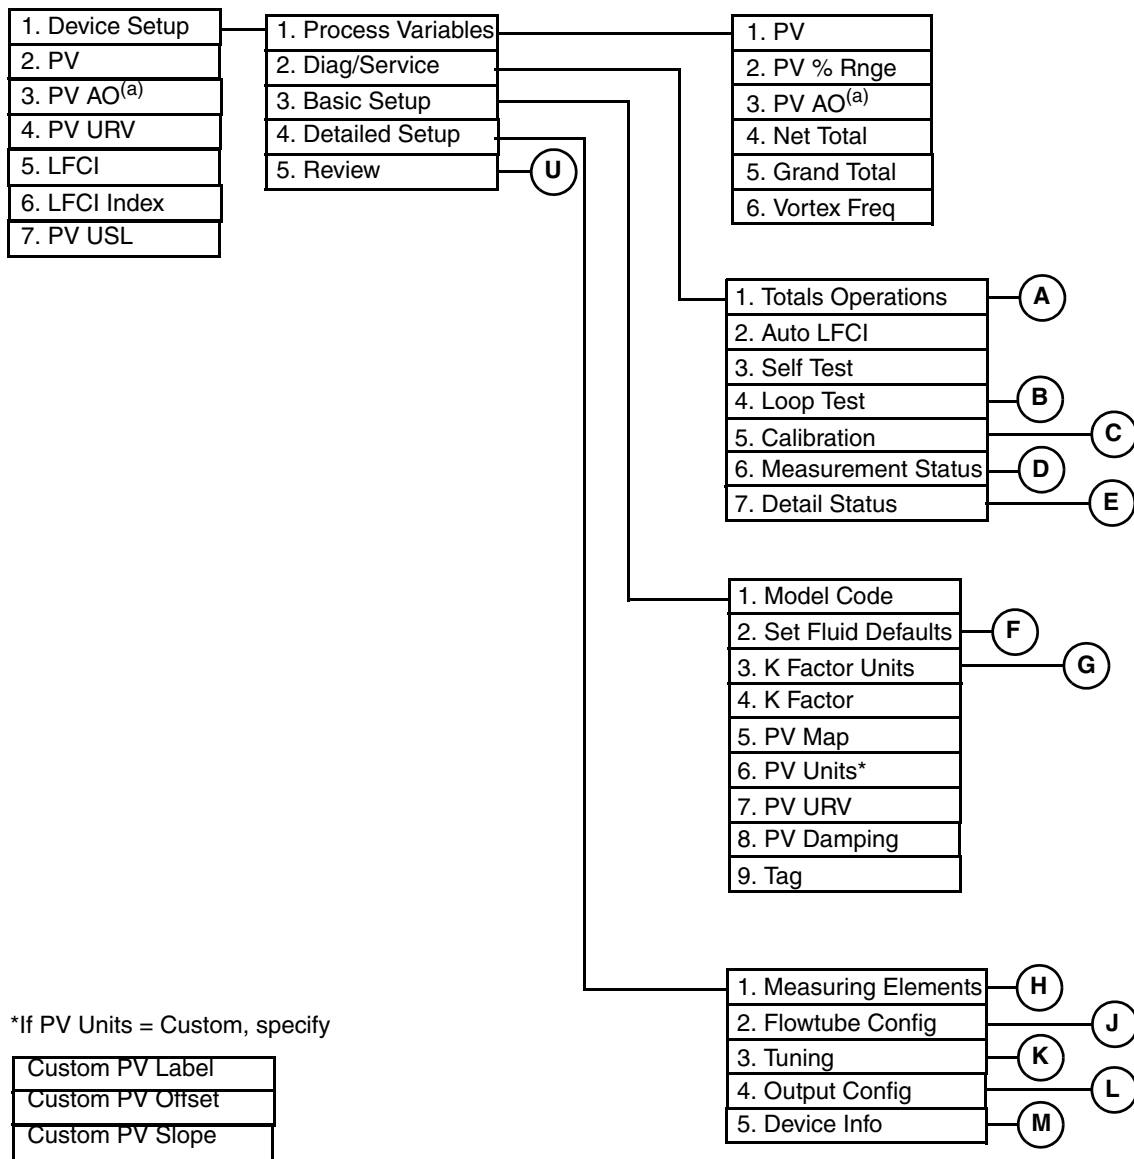 1. Device Setup
2. PV
3. PV AO(a)
4. PV URV
5. LFCI
6. LFCI Index
7. PV USL
1. Process Variables
2. Diag/Service
3. Basic Setup
4. Detailed Setup
5. Review
U
1. PV
2. PV % Rnge
3. PV AO(a)
4. Net Total
5. Grand Total
6. Vortex Freq
1. Totals Operations
A
2. Auto LFCI
3. Self Test
4. Loop Test
B
5. Calibration
C
6. Measurement Status
D
7. Detail Status
E
1. Model Code
2. Set Fluid Defaults
F
3. K Factor Units
G
4. K Factor
5. PV Map
6. PV Units*
7. PV URV
8. PV Damping
9. Tag
1. Measuring Elements
H
2. Flowtube Config
J
3. Tuning
K
4. Output Config
L
5. Device Info
M
*If PV Units = Custom, specify
Custom PV Label
Custom PV Offset
Custom PV Slope